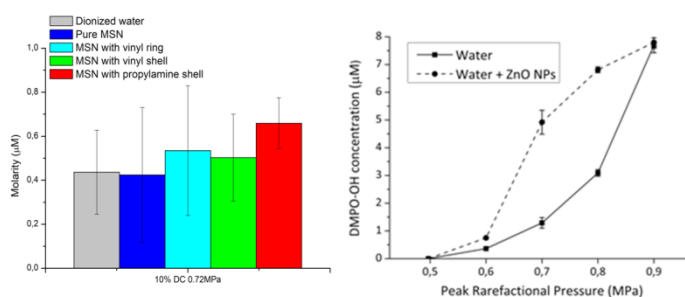 Dionized water
Pure MSN
MSN with vinyl ring
MSN with vinyl shell
MSN with propylamine shell
1,0
0,8
0,6
0,4
0,2
0,0
Molarity (µM)
10% DC 0.72MPa
8
7
6
5
4
3
2
1
0
DMPO-OH concentration (µM)
Water
Water + ZnO NPs
0,5 0,6 0,7 0,8 0,9
Peak Rarefactional Pressure (MPa)